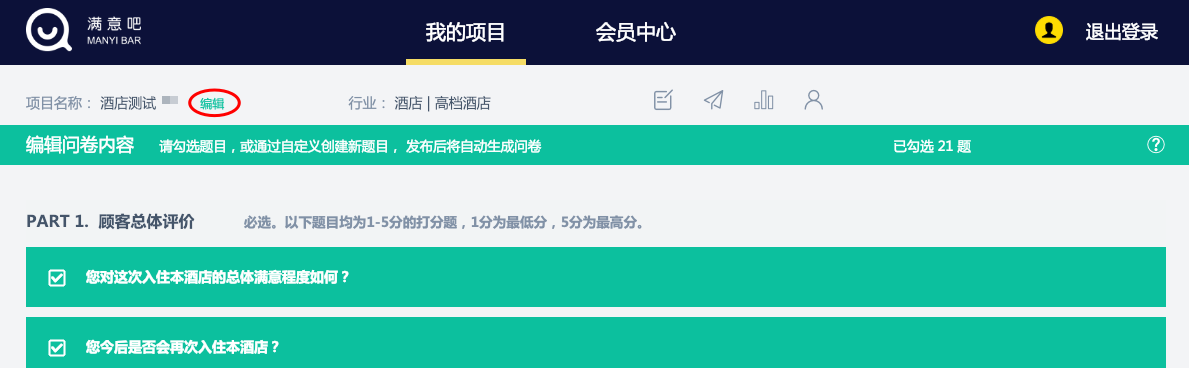 满意吧
MANYI BAR
我的项目
会员中心
退出登录
项目名称： 酒店测试
编辑
行业： 酒店 | 高档酒店
编辑问卷内容
请勾选题目，或通过自定义创建新题目， 发布后将自动生成问卷
已勾选 21 题
?
PART 1. 顾客总体评价
必选。以下题目均为1-5分的打分题，1分为最低分，5分为最高分。
您对这次入住本酒店的总体满意程度如何？
您今后是否会再次入住本酒店？